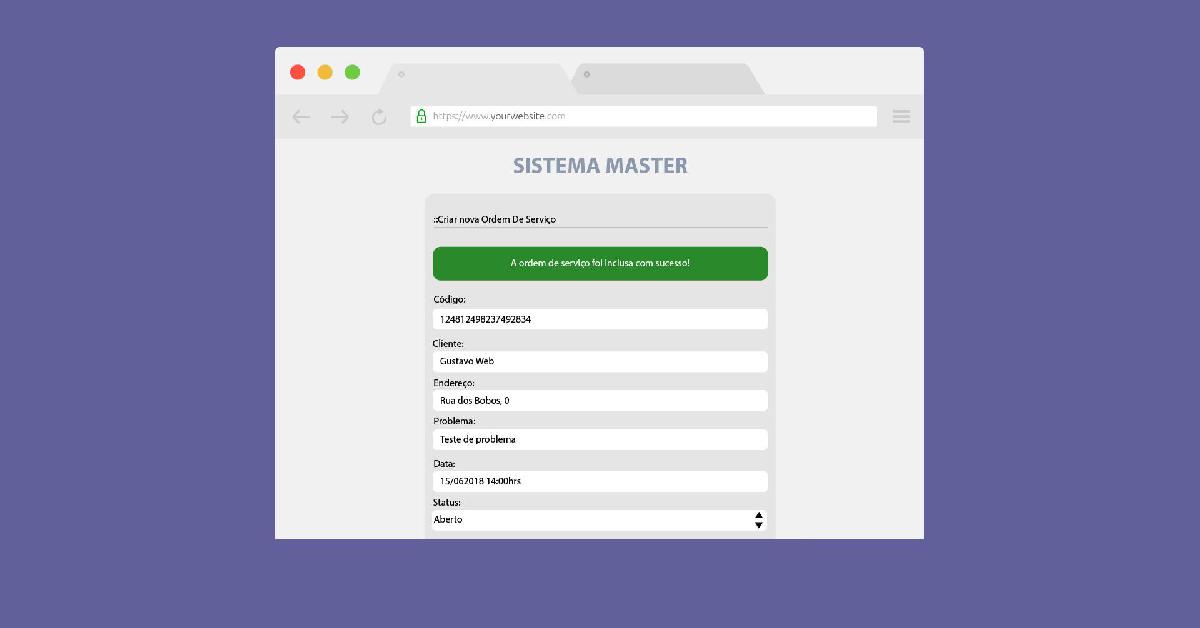 https://www.yourwebsite.com
SISTEMA MASTER
::Criar nova Ordem De Serviço
A ordem de serviço foi inclusa com sucesso!
Código:
124812498237492834
Cliente:
Gustavo Web
Endereço:
Rua dos Bobos, 0
Problema:
Teste de problema
Data:
15/062018 14:00hrs
Status:
Aberto